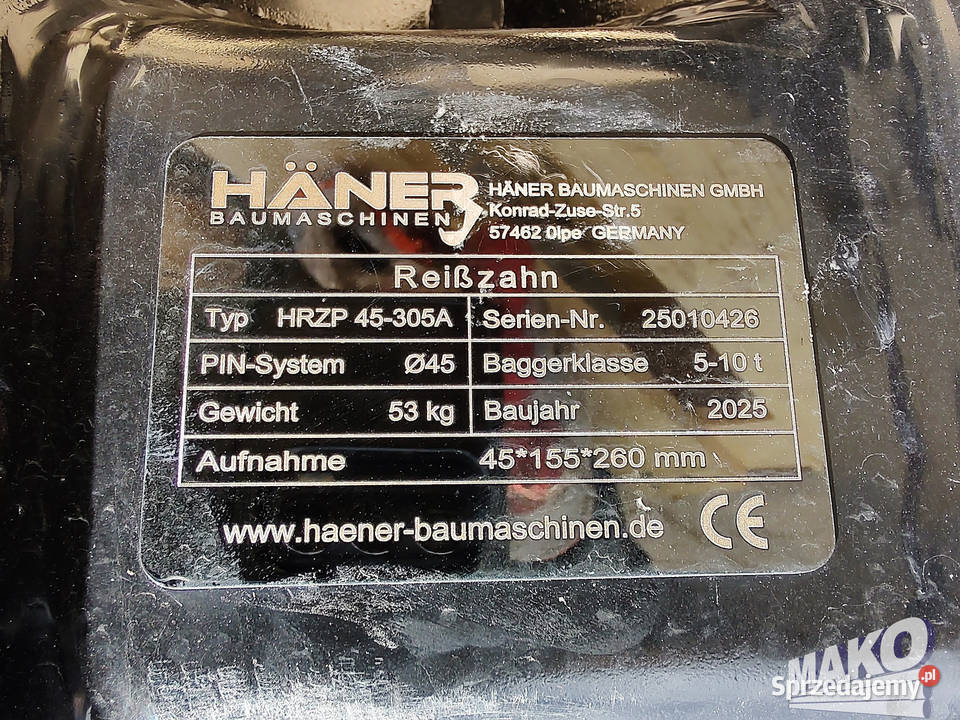 HÄNER
BAUMASCHINEN
HÄNER BAUMASCHINEN GMBH
Konrad-Zuse-Str.5
57462 0lpe GERMANY
Reißzahn
Typ HRZP 45-305A Serien-Nr. 25010426
PIN-System Ø45 Baggerklasse 5-10 t
Gewicht 53 kg Baujahr 2025
Aufnahme 45*155*260 mm
www.haener-baumaschinen.de CE
MAKO
Sprzedajemy.pl